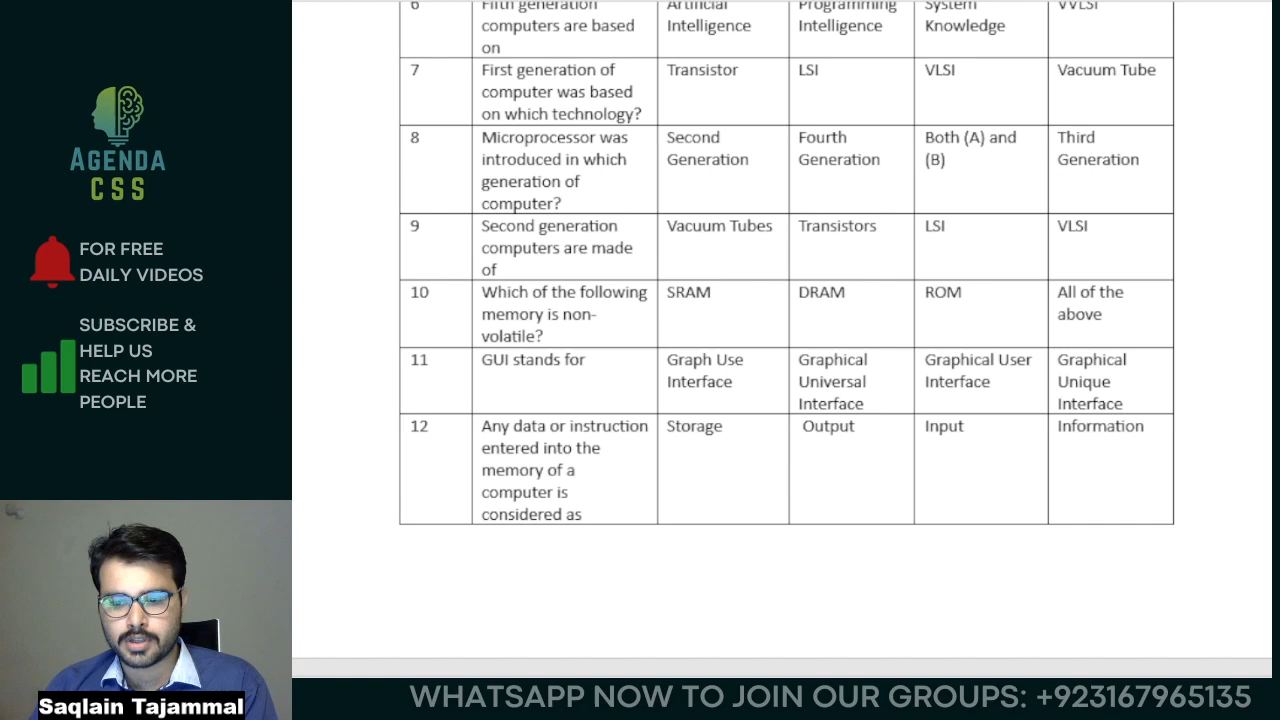 AGENDA
CSS
FOR FREE
DAILY VIDEOS
SUBSCRIBE &
HELP US
REACH MORE
PEOPLE
Saqlain Tajammal
6 Fifth generation Artificial Programming System VVLSI
computers are based Intelligence Intelligence Knowledge
on
7 First generation of Transistor LSI VLSI Vacuum Tube
computer was based
on which technology?
8 Microprocessor was Second Fourth Both (A) and Third
introduced in which Generation Generation (B) Generation
generation of
computer?
9 Second generation Vacuum Tubes Transistors LSI VLSI
computers are made
of
10 Which of the following SRAM DRAM ROM All of the
memory is non- above
volatile?
11 GUI stands for Graph Use Graphical Graphical User Graphical
Interface Universal Interface Unique
Interface Interface
12 Any data or instruction Storage Output Input Information
entered into the
memory of a
computer is
considered as
WHATSAPP NOW TO JOIN OUR GROUPS: +923167965135